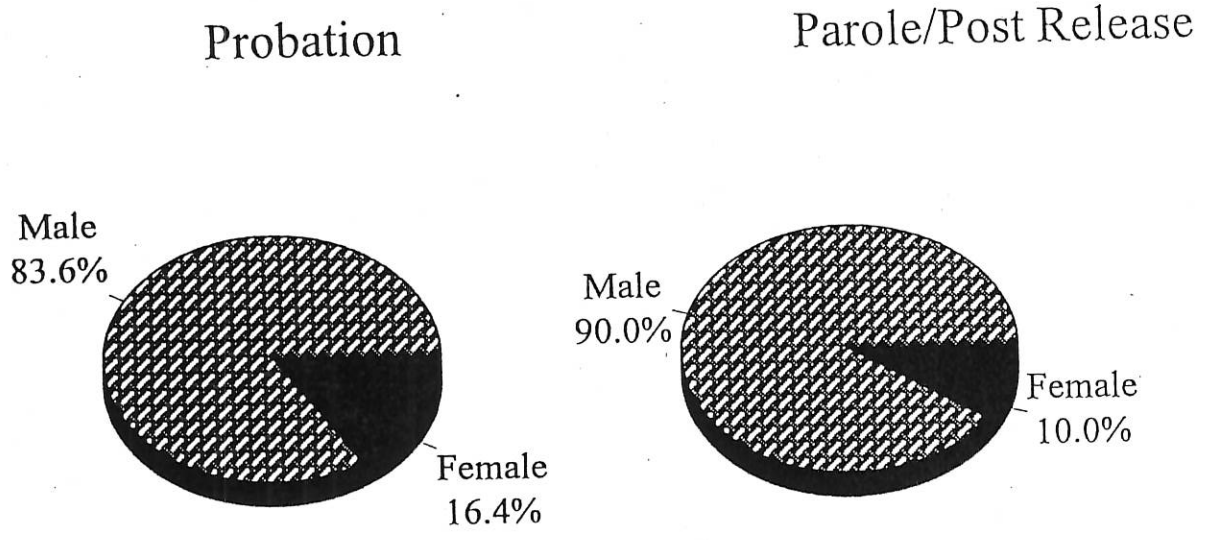 Probation
Parole/Post Release
Male
83.6%
Female
16.4%
Male
90.0%
Female
10.0%